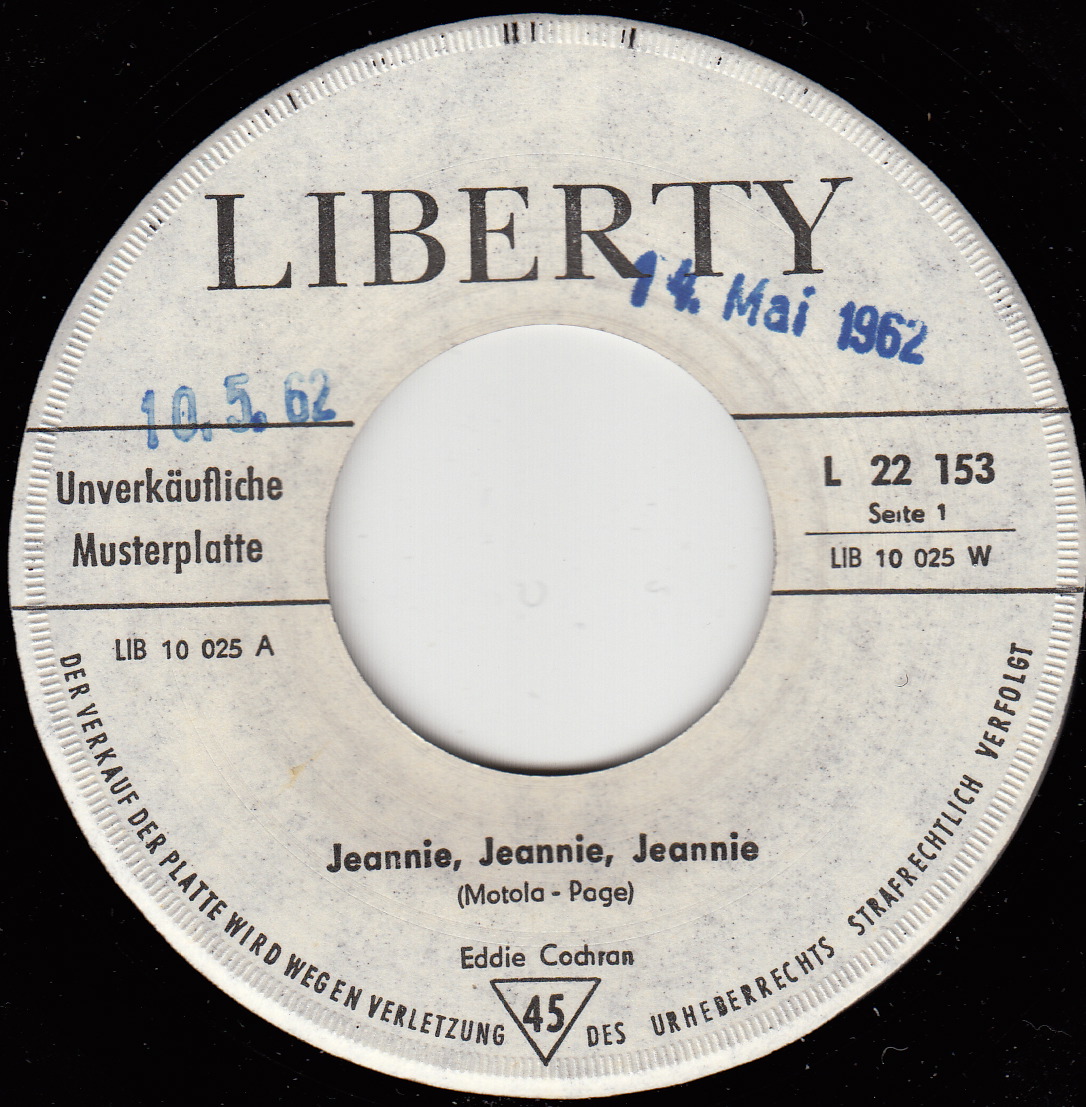 LIBERTY
14. Mai 1962
10.5.62
Unverkäufliche
Musterplatte
L 22 153
Seite 1
LIB 10 025 W
LIB 10 025 A
Jeannie, Jeannie, Jeannie
(Motola - Page)
Eddie Cochran
45
DER VERKAUF DER PLATTE WIRD WEGEN VERLETZUNG DES URHEBERRECHTS STRAFRECHTLICH VERFOLGT